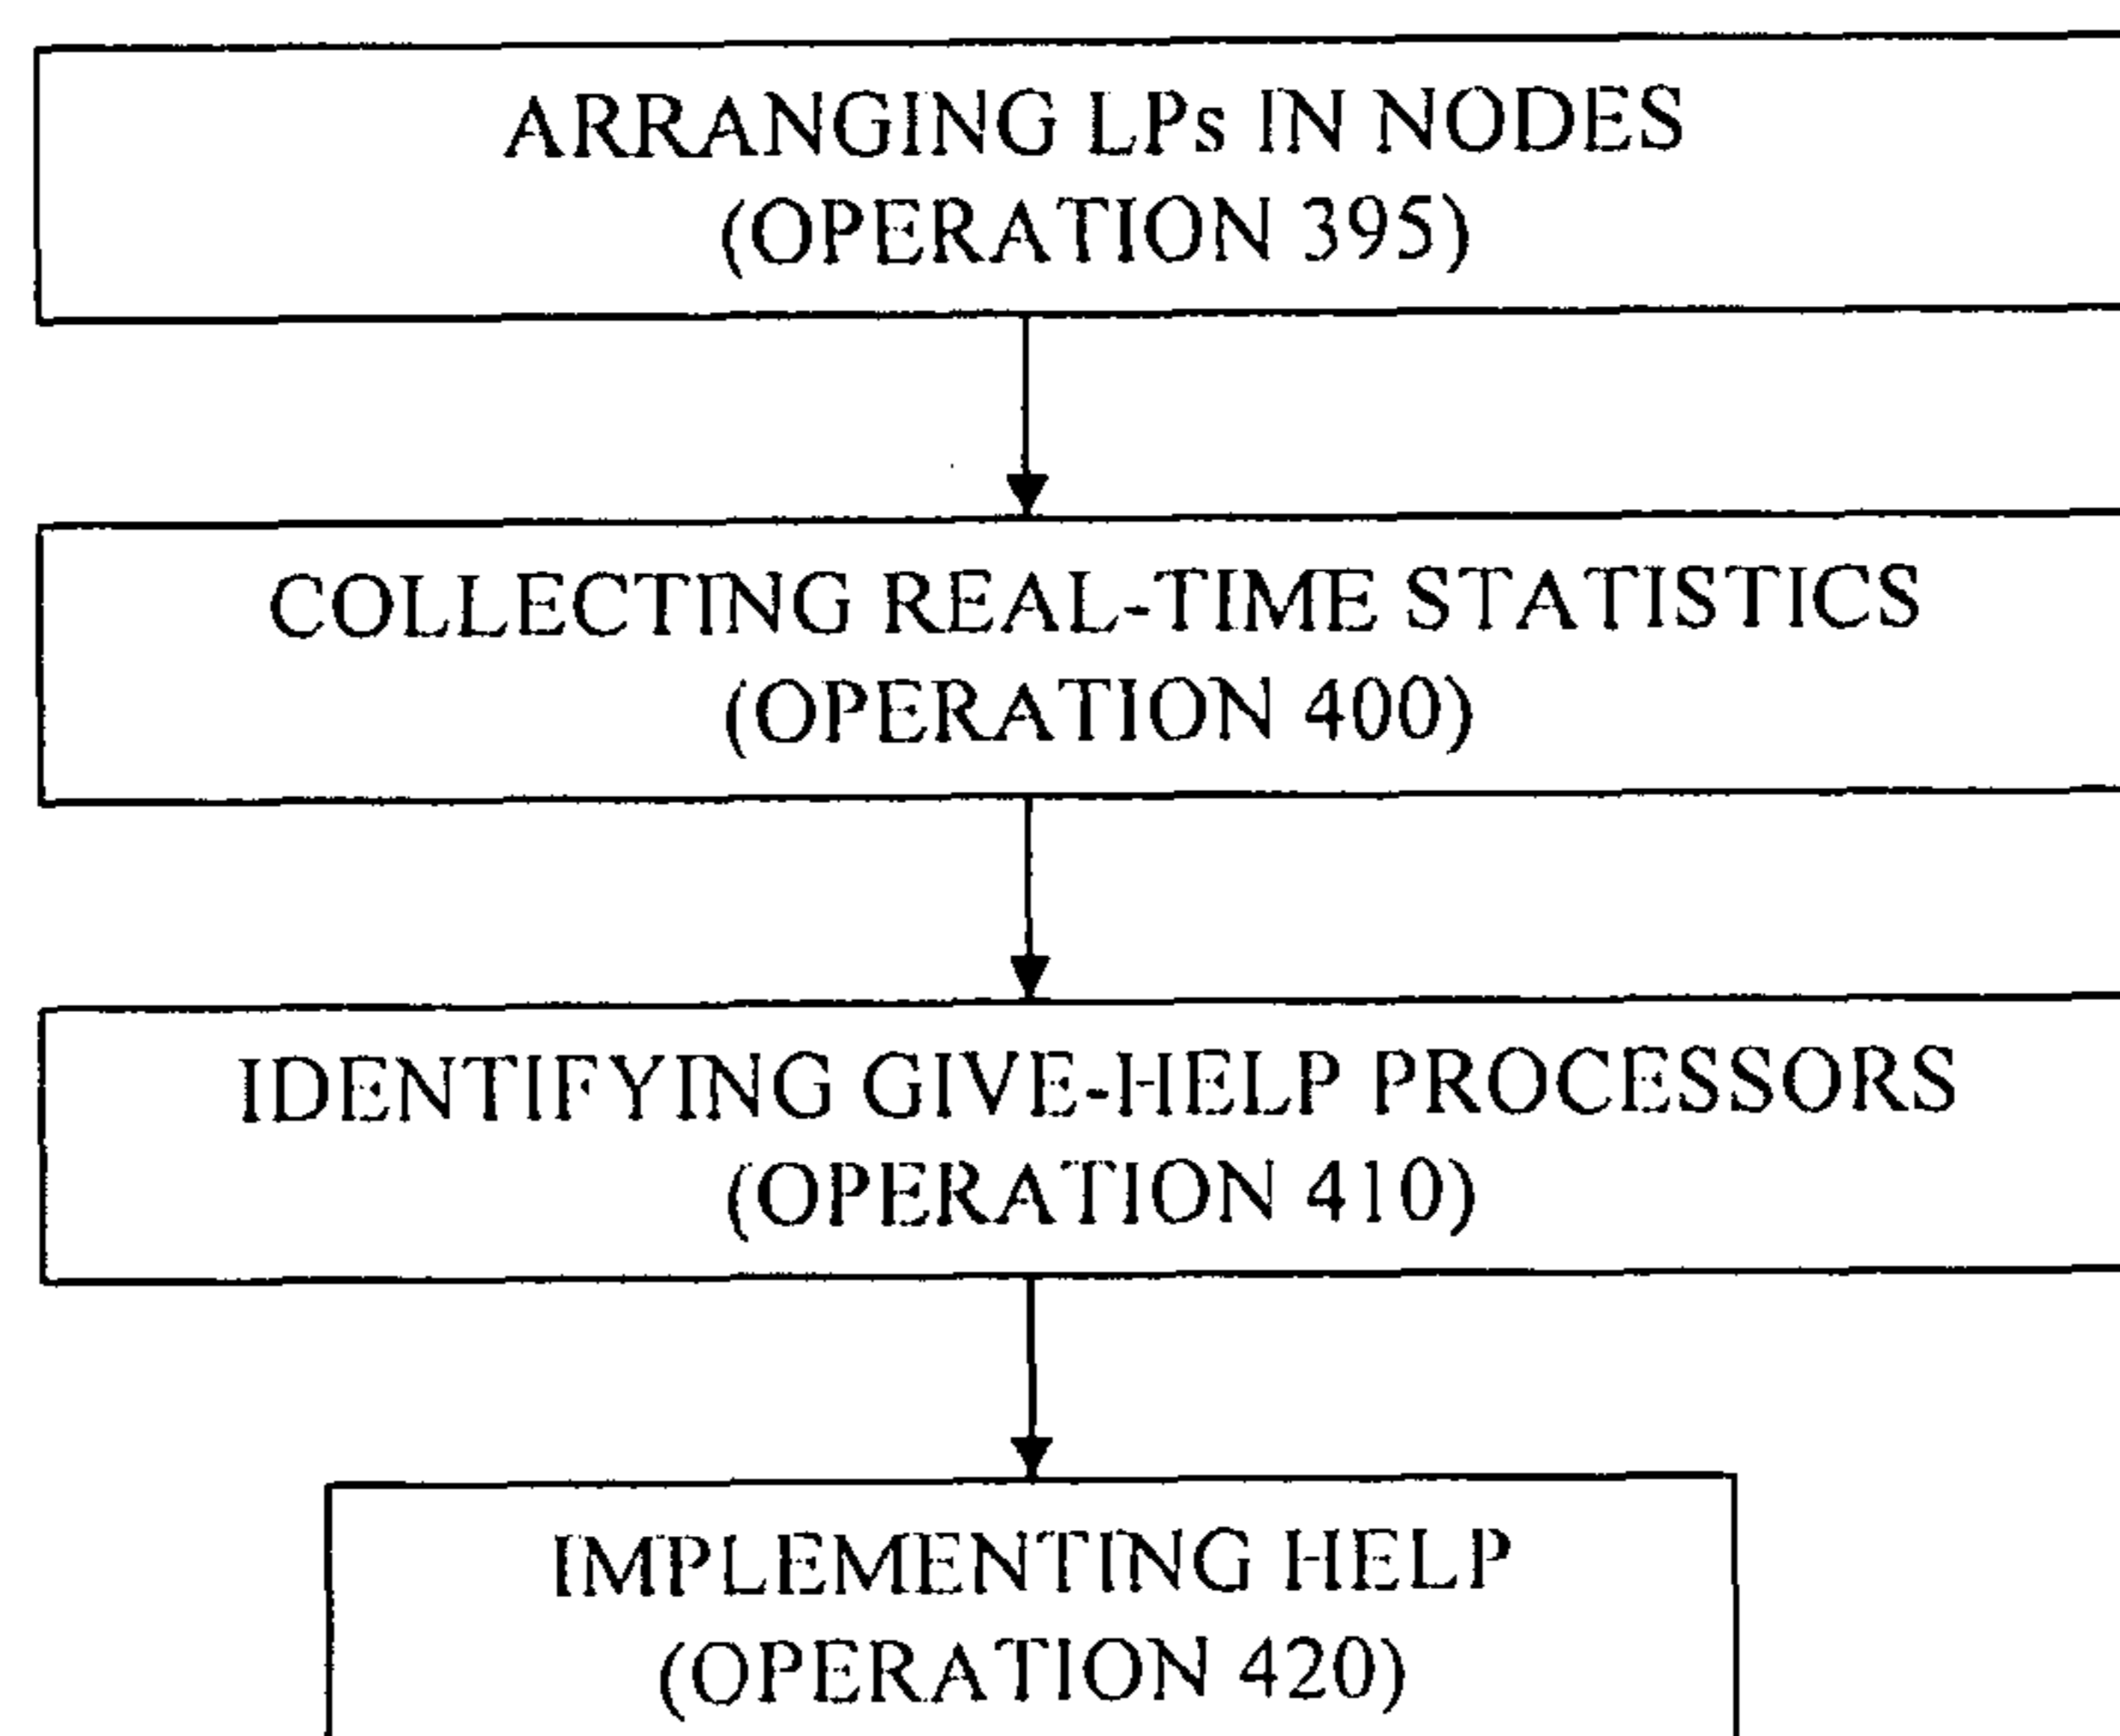 ARRANGING LPs IN NODES
(OPERATION 395)
COLLECTING REAL-TIME STATISTICS
(OPERATION 400)
IDENTIFYING GIVE-HELP PROCESSORS
(OPERATION 410)
IMPLEMENTING HELP
(OPERATION 420)